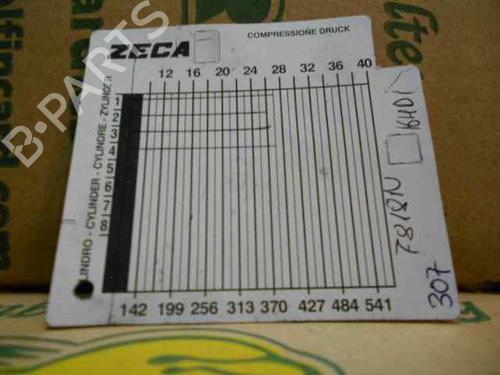 ZECA
COMPRESSIONE DRUCK
12 16 20 24 28 32 36 40
LINDRO - CYLINDER - CYLINDRE - ZYLINDER
1
2
3
4
5
6
7
8
142 199 256 313 370 427 484 541
307
B-PARTS